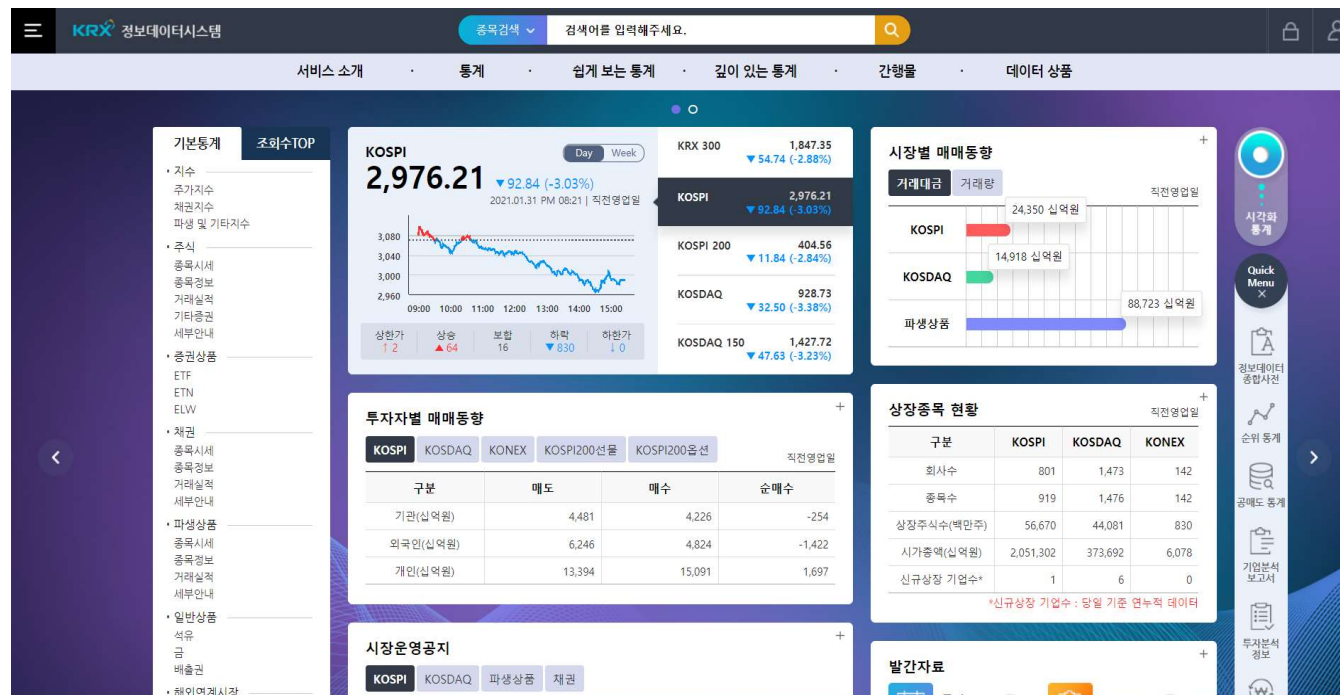 KRX 정보데이터시스템
종목검색
검색어를 입력해주세요.
서비스 소개 · 통계 · 쉽게 보는 통계 · 깊이 있는 통계 · 간행물 · 데이터 상품
기본통계 조회수TOP
• 지수
주가지수
채권지수
파생 및 기타지수
• 주식
종목시세
종목정보
거래실적
기타증권
세부안내
• 증권상품
ETF
ETN
ELW
• 채권
종목시세
종목정보
거래실적
세부안내
• 파생상품
종목시세
종목정보
거래실적
세부안내
• 일반상품
석유
금
배출권
• 해외연계시장
KOSPI
Day Week
2,976.21 ▼92.84 (-3.03%)
2021.01.31 PM 08:21 | 직전영업일
3,080
3,040
3,000
2,960
09:00 10:00 11:00 12:00 13:00 14:00 15:00
상한가 상승 보합 하락 하한가
↑2 ▲64 16 ▼830 ↓0
KRX 300 1,847.35
▼54.74 (-2.88%)
KOSPI 2,976.21
▼92.84 (-3.03%)
KOSPI 200 404.56
▼11.84 (-2.84%)
KOSDAQ 928.73
▼32.50 (-3.38%)
KOSDAQ 150 1,427.72
▼47.63 (-3.23%)
시장별 매매동향 +
거래대금 거래량 직전영업일
24,350 십억원
KOSPI
14,918 십억원
KOSDAQ
88,723 십억원
파생상품
투자자별 매매동향 +
KOSPI KOSDAQ KONEX KOSPI200선물 KOSPI200옵션 직전영업일
구분 매도 매수 순매수
기관(십억원) 4,481 4,226 -254
외국인(십억원) 6,246 4,824 -1,422
개인(십억원) 13,394 15,091 1,697
상장종목 현황 +
직전영업일
구분 KOSPI KOSDAQ KONEX
회사수 801 1,473 142
종목수 919 1,476 142
상장주식수(백만주) 56,670 44,081 830
시가총액(십억원) 2,051,302 373,692 6,078
신규상장 기업수* 1 6 0
*신규상장 기업수 : 당일 기준 연누적 데이터
시장운영공지 +
KOSPI KOSDAQ 파생상품 채권
발간자료 +
시각화
통계
Quick
Menu
×
정보데이터
종합사전
순위 통계
공매도 통계
기업분석
보고서
투자분석
정보